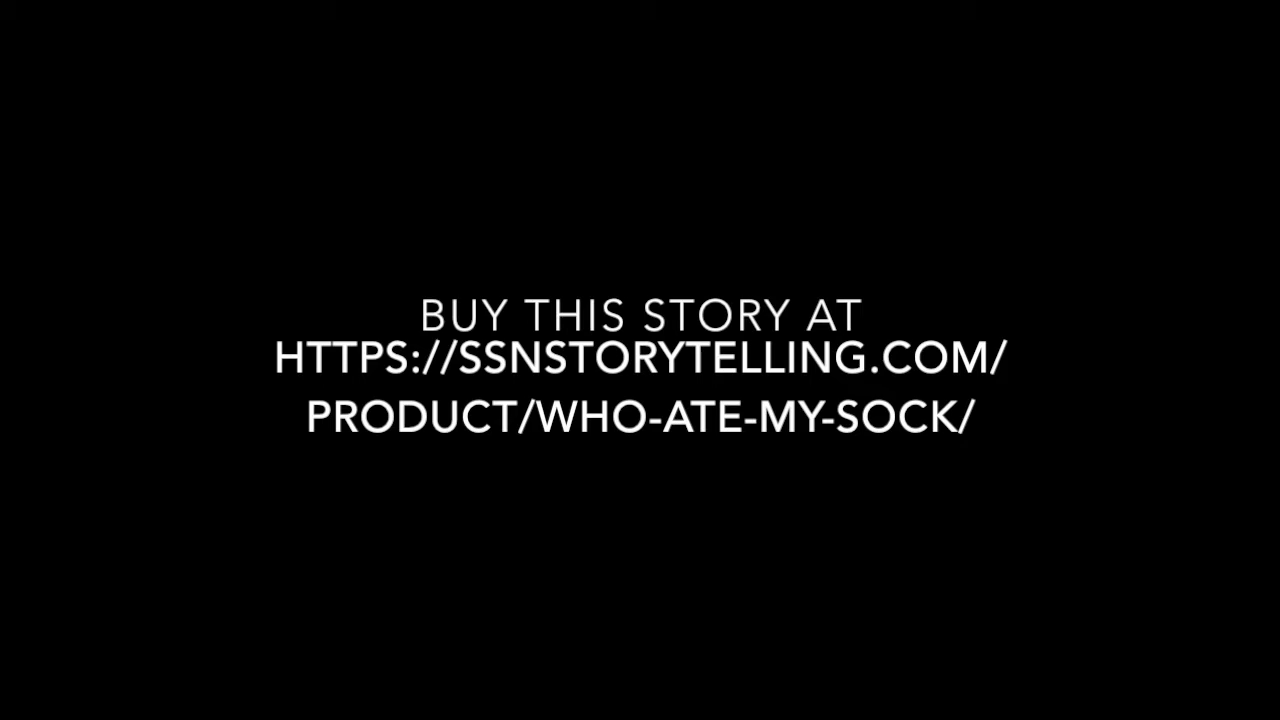 BUY THIS STORY AT
HTTPS://SSNSTORYTELLING.COM/
PRODUCT/WHO-ATE-MY-SOCK/